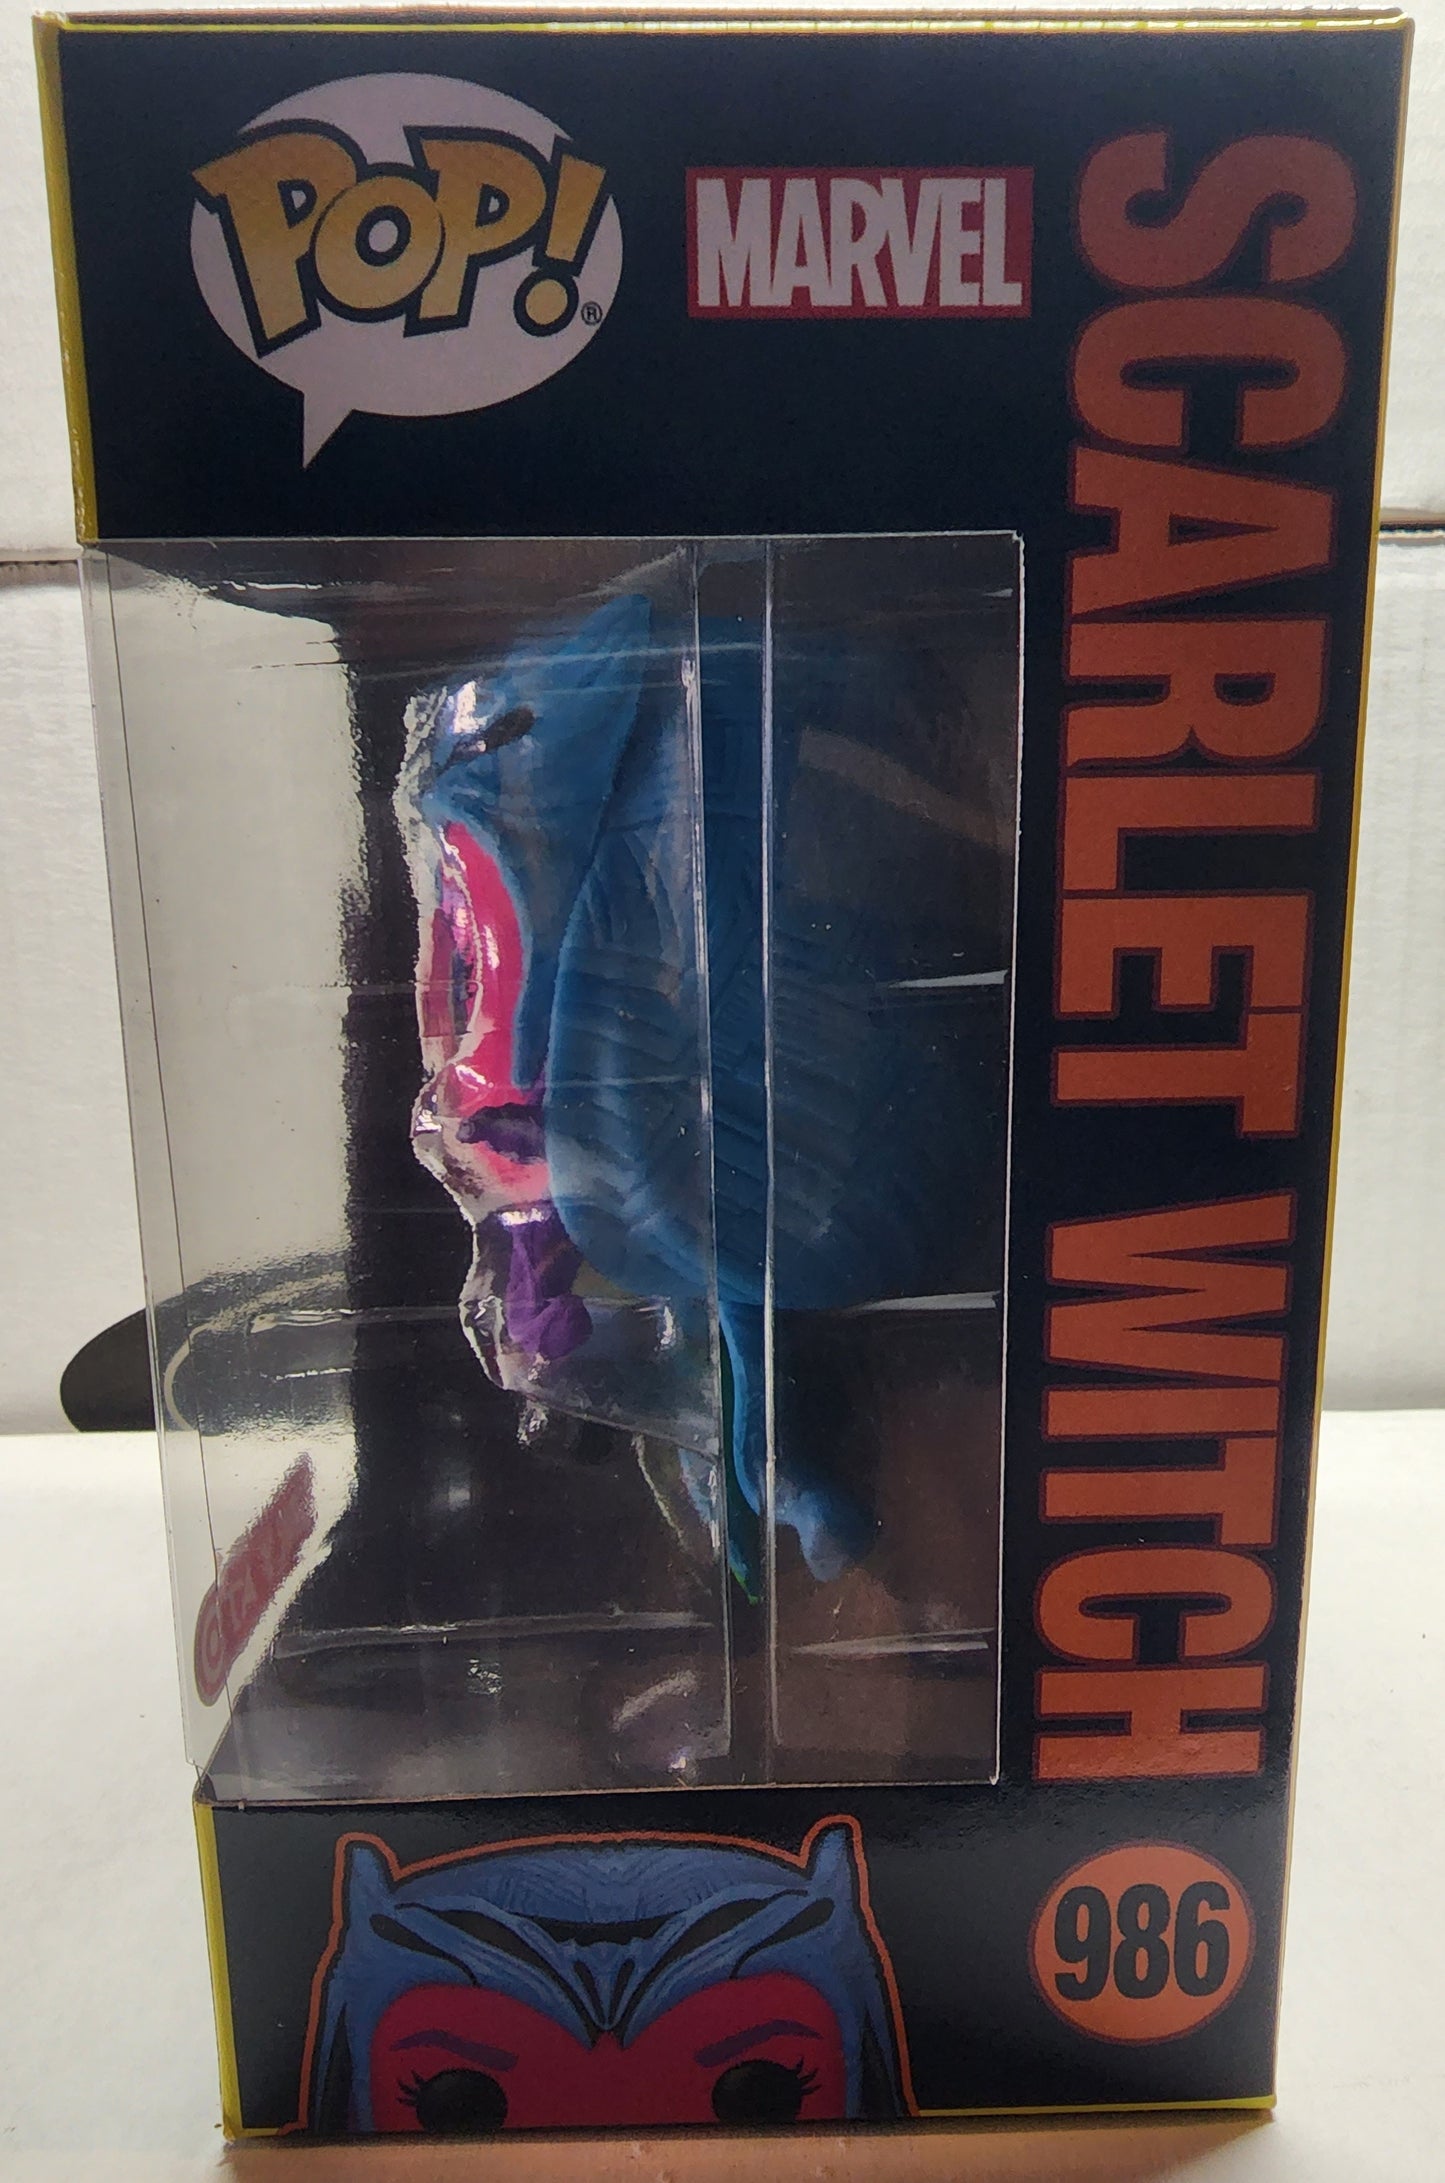 POP!
®
MARVEL
SCARLET WITCH
986